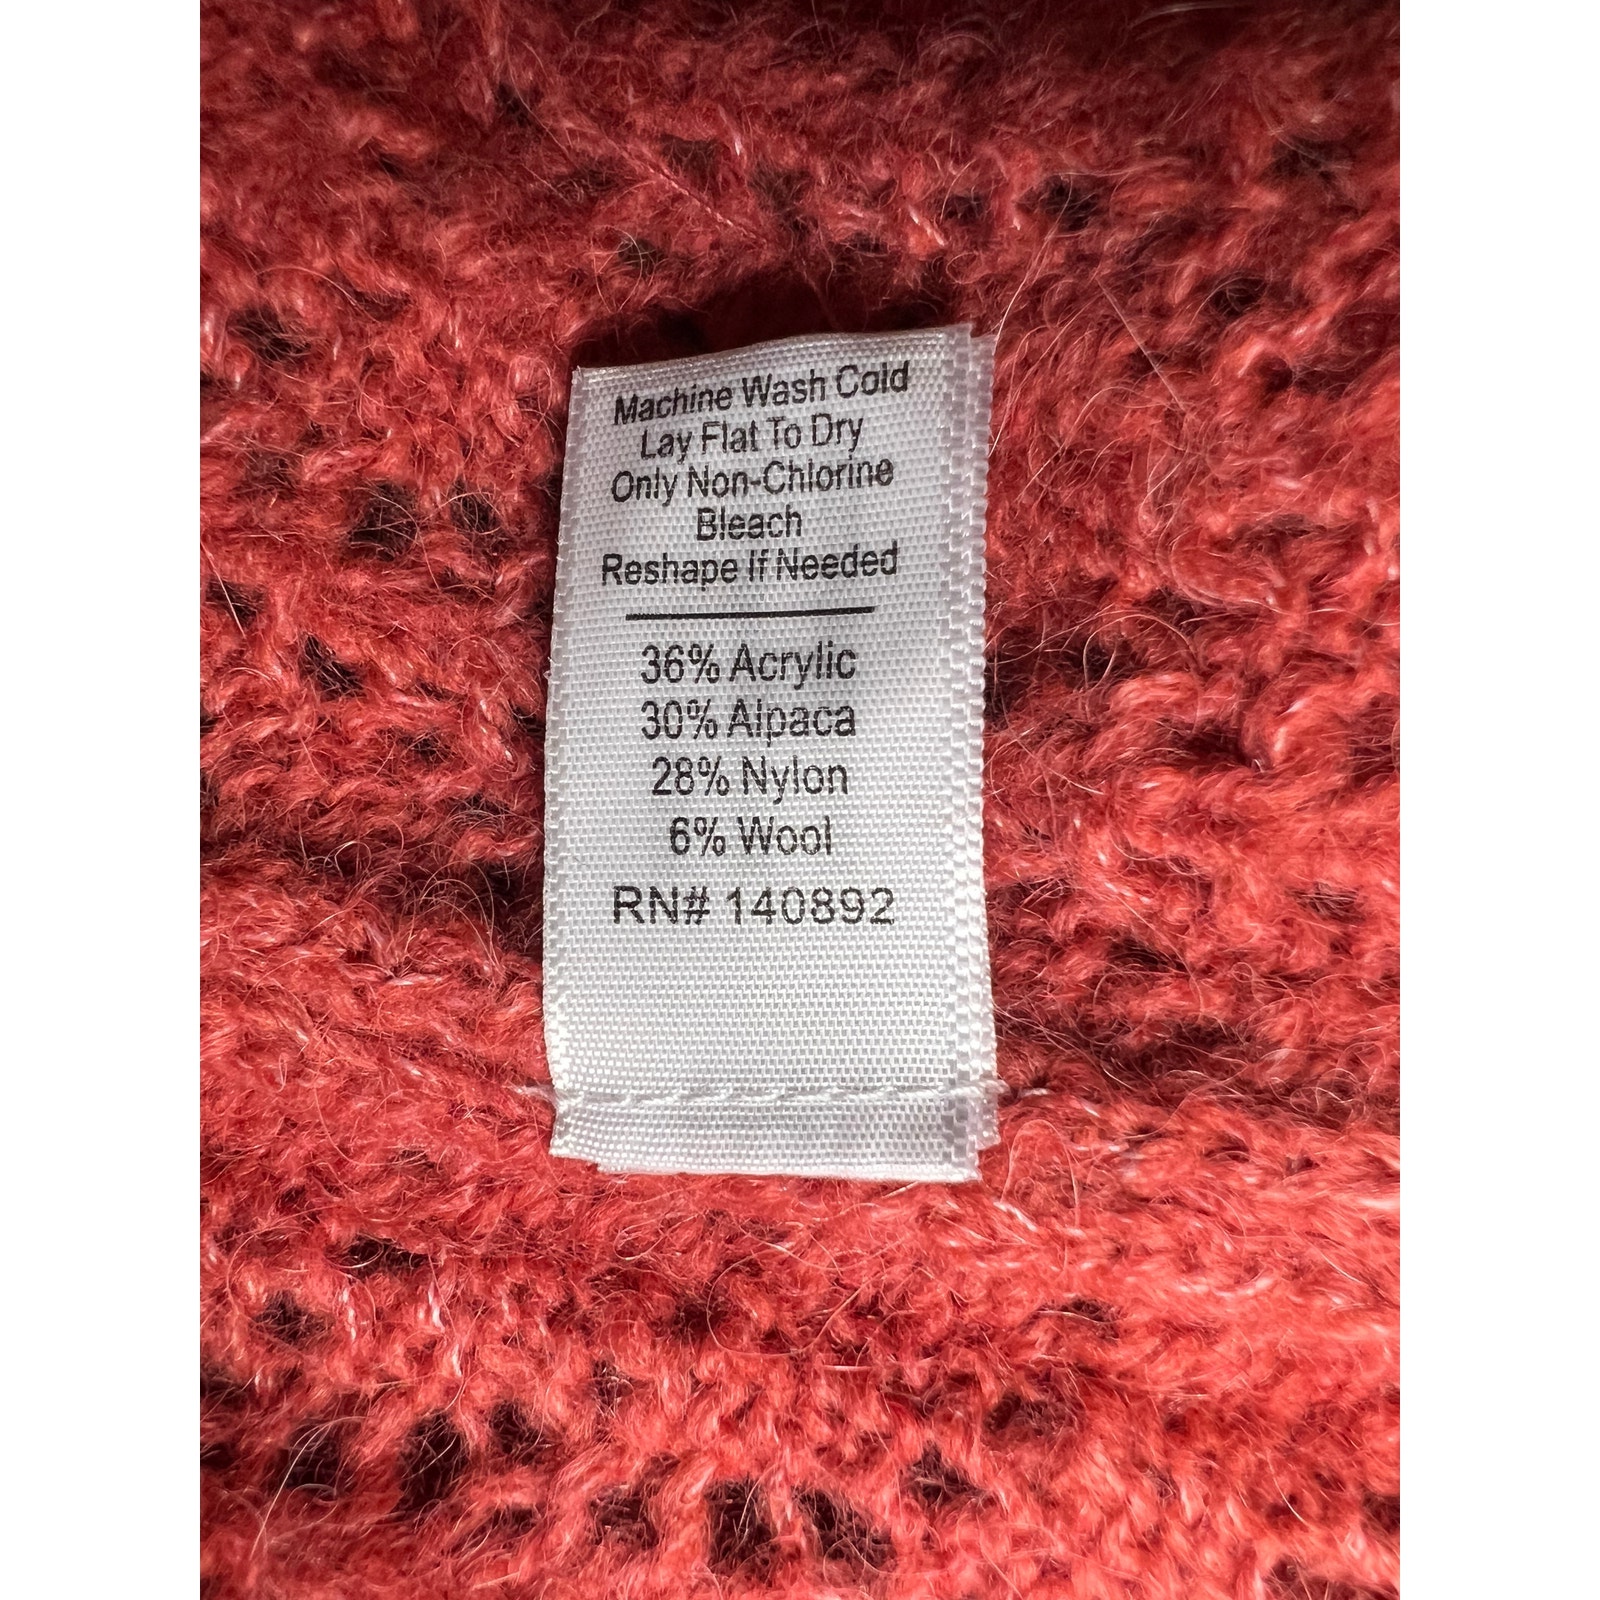 Machine Wash Cold
Lay Flat To Dry
Only Non-Chlorine
Bleach
Reshape If Needed
36% Acrylic
30% Alpaca
28% Nylon
6% Wool
RN# 140892